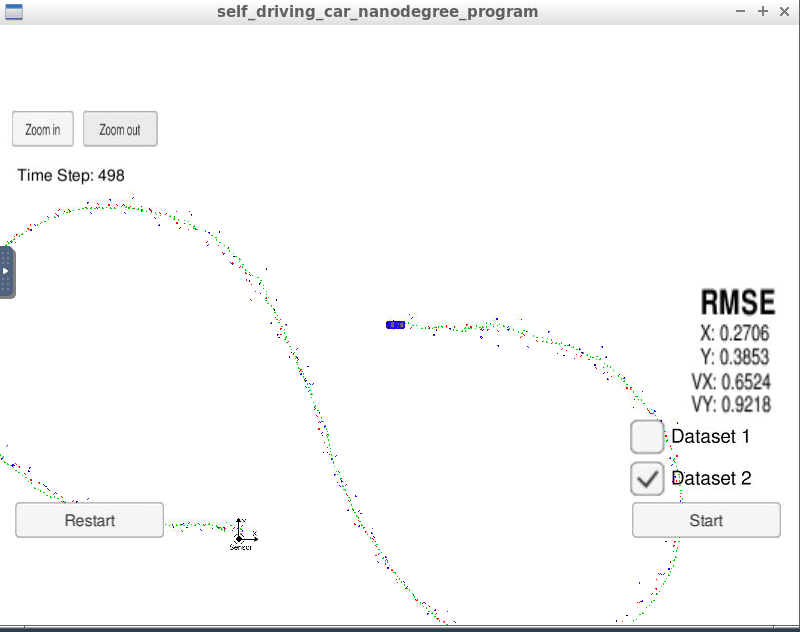 self_driving_car_nanodegree_program
Zoom in
Zoom out
Time Step: 498
RMSE
X: 0.2706
Y: 0.3853
VX: 0.6524
VY: 0.9218
Dataset 1
Dataset 2
Restart
Start
Y
X
Sensor